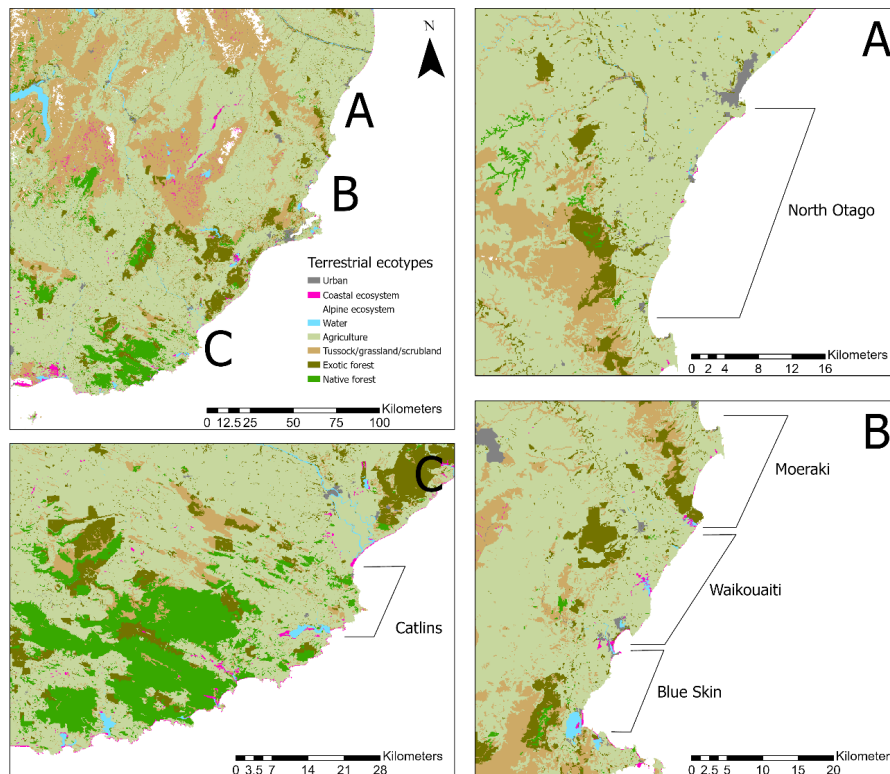 N
A
B
C
Terrestrial ecotypes
Urban
Coastal ecosystem
Alpine ecosystem
Water
Agriculture
Tussock/grassland/scrubland
Exotic forest
Native forest
Kilometers
0 12.5 25 50 75 100
A
North Otago
Kilometers
0 2 4 8 12 16
C
Catlins
Kilometers
0 3.5 7 14 21 28
B
Moeraki
Waikouaiti
Blue Skin
Kilometers
0 2.5 5 10 15 20